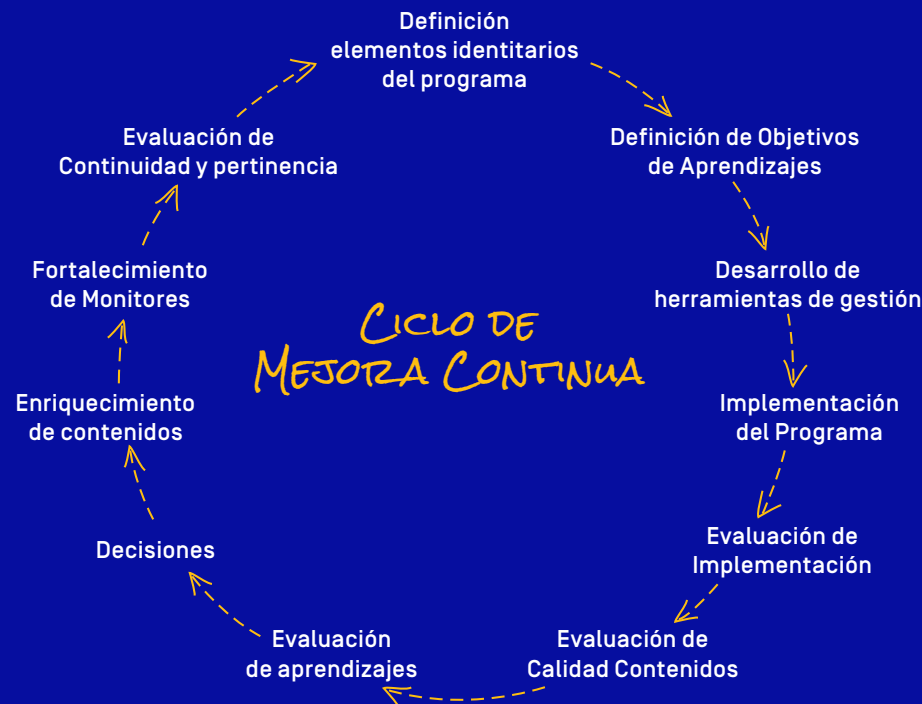 Definición
elementos identitarios
del programa
Definición de Objetivos
de Aprendizajes
Desarrollo de
herramientas de gestión
Implementación
del Programa
Evaluación de
Implementación
Evaluación de
Calidad Contenidos
Evaluación
de aprendizajes
Decisiones
Enriquecimiento
de contenidos
Fortalecimiento
de Monitores
Evaluación de
Continuidad y pertinencia
Ciclo de
Mejora Continua